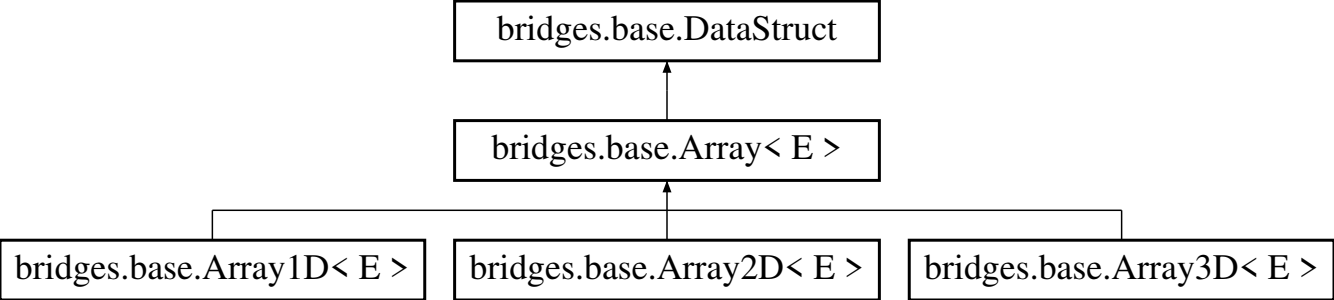 bridges.base.DataStruct
bridges.base.Array< E >
bridges.base.Array1D< E >
bridges.base.Array2D< E >
bridges.base.Array3D< E >